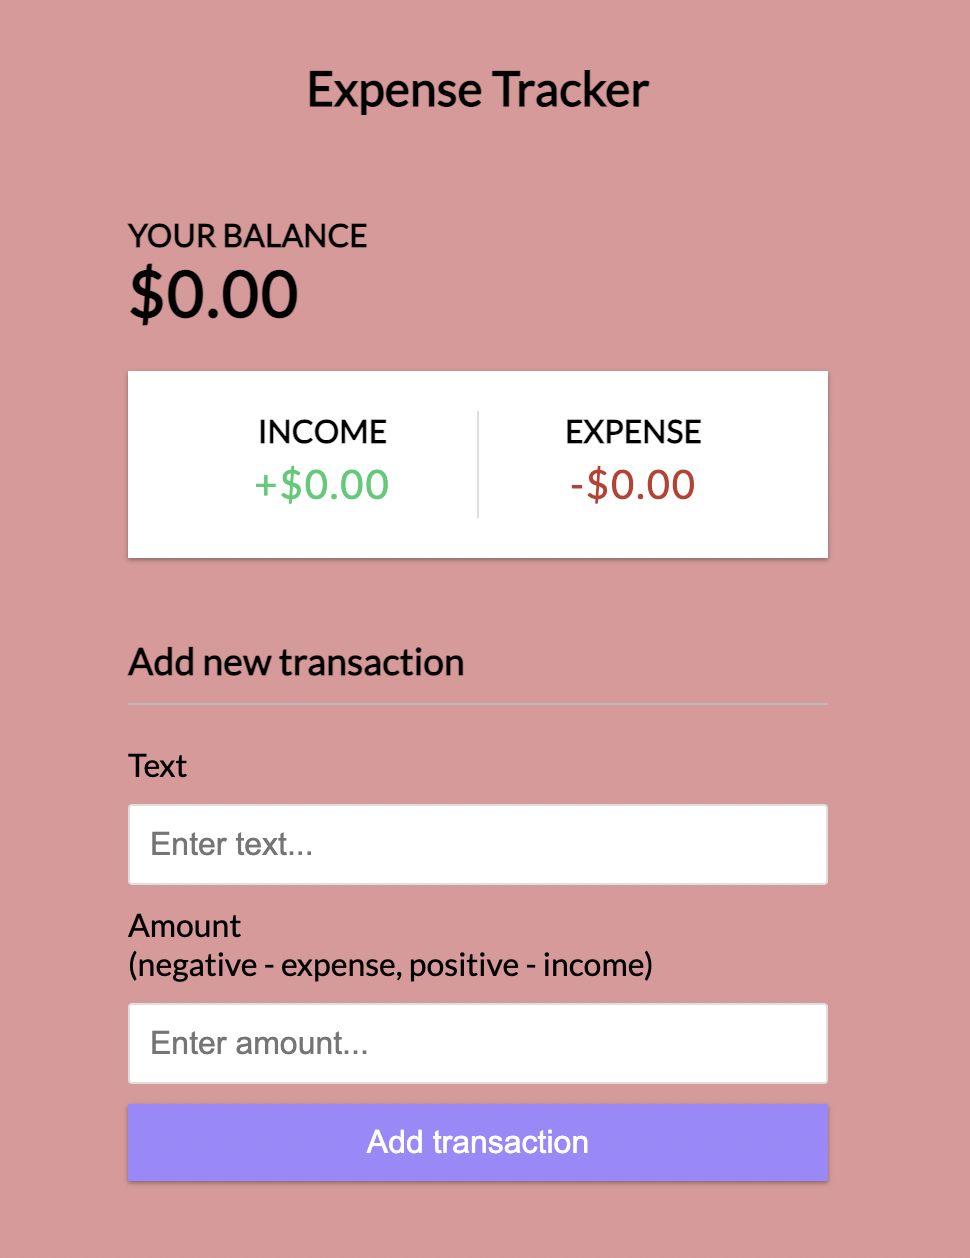 Expense Tracker
YOUR BALANCE
$0.00
INCOME
+$0.00
EXPENSE
-$0.00
Add new transaction
Text
Enter text...
Amount
(negative - expense, positive - income)
Enter amount...
Add transaction